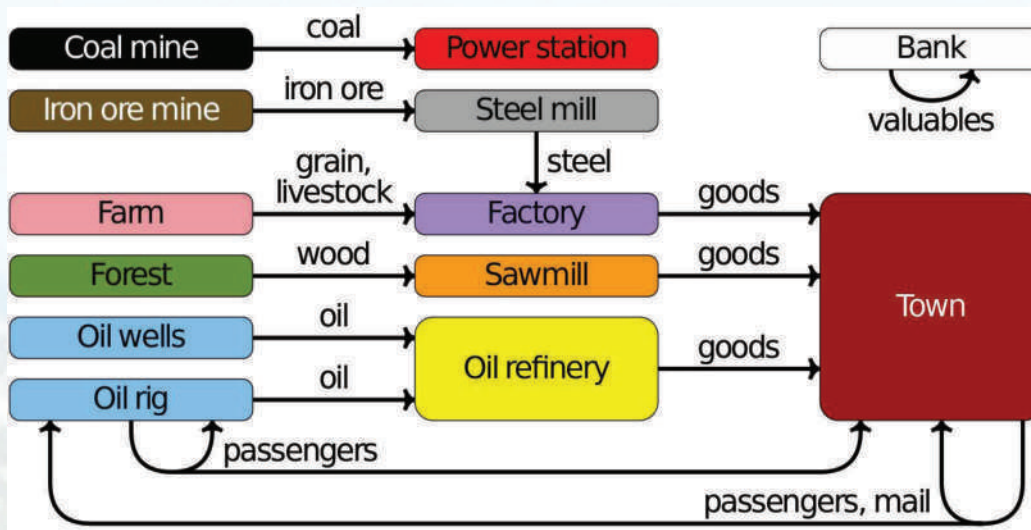 Coal mine
coal
Power station
Bank
valuables
Iron ore mine
iron ore
Steel mill
steel
Farm
grain,
livestock
Factory
goods
Town
Forest
wood
Sawmill
goods
Oil wells
oil
Oil refinery
goods
Oil rig
oil
passengers
passengers, mail